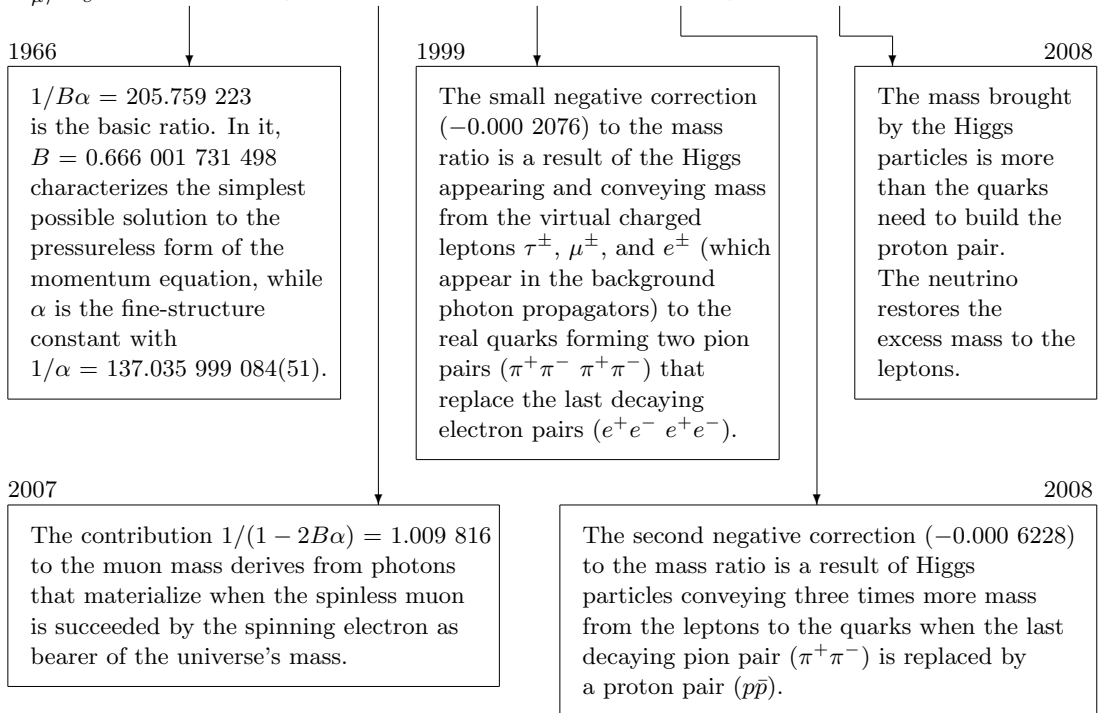 1966
1/Bα = 205.759 223
is the basic ratio. In it,
B = 0.666 001 731 498
characterizes the simplest
possible solution to the
pressureless form of the
momentum equation, while
α is the fine-structure
constant with
1/α = 137.035 999 084(51).
1999
The small negative correction
(−0.000 2076) to the mass
ratio is a result of the Higgs
appearing and conveying mass
from the virtual charged
leptons τ±, μ±, and e± (which
appear in the background
photon propagators) to the
real quarks forming two pion
pairs (π+π− π+π−) that
replace the last decaying
electron pairs (e+e− e+e−).
2008
The mass brought
by the Higgs
particles is more
than the quarks
need to build the
proton pair.
The neutrino
restores the
excess mass to the
leptons.
2007
The contribution 1/(1 − 2Bα) = 1.009 816
to the muon mass derives from photons
that materialize when the spinless muon
is succeeded by the spinning electron as
bearer of the universe's mass.
2008
The second negative correction (−0.000 6228)
to the mass ratio is a result of Higgs
particles conveying three times more mass
from the leptons to the quarks when the last
decaying pion pair (π+π−) is replaced by
a proton pair (pp̄).